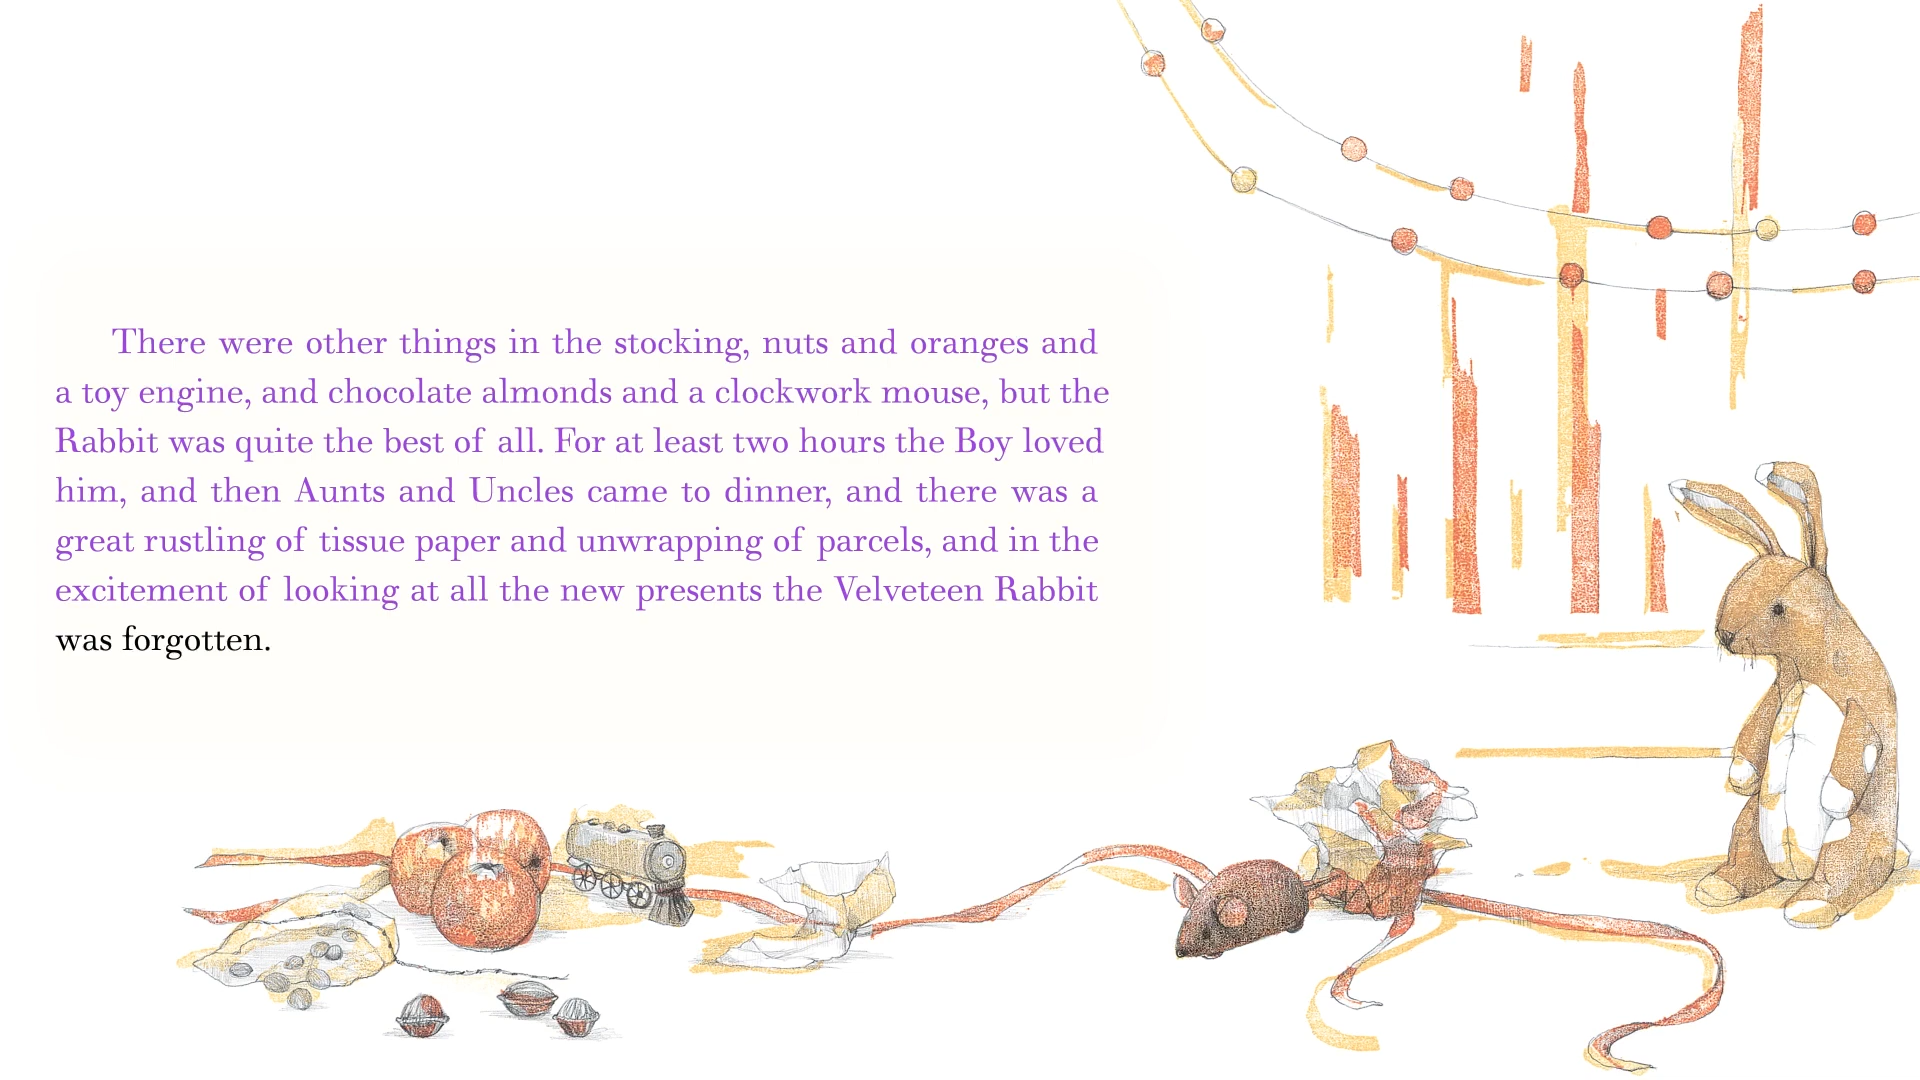 There were other things in the stocking, nuts and oranges and
a toy engine, and chocolate almonds and a clockwork mouse, but the
Rabbit was quite the best of all. For at least two hours the Boy loved
him, and then Aunts and Uncles came to dinner, and there was a
great rustling of tissue paper and unwrapping of parcels, and in the
excitement of looking at all the new presents the Velveteen Rabbit
was forgotten.